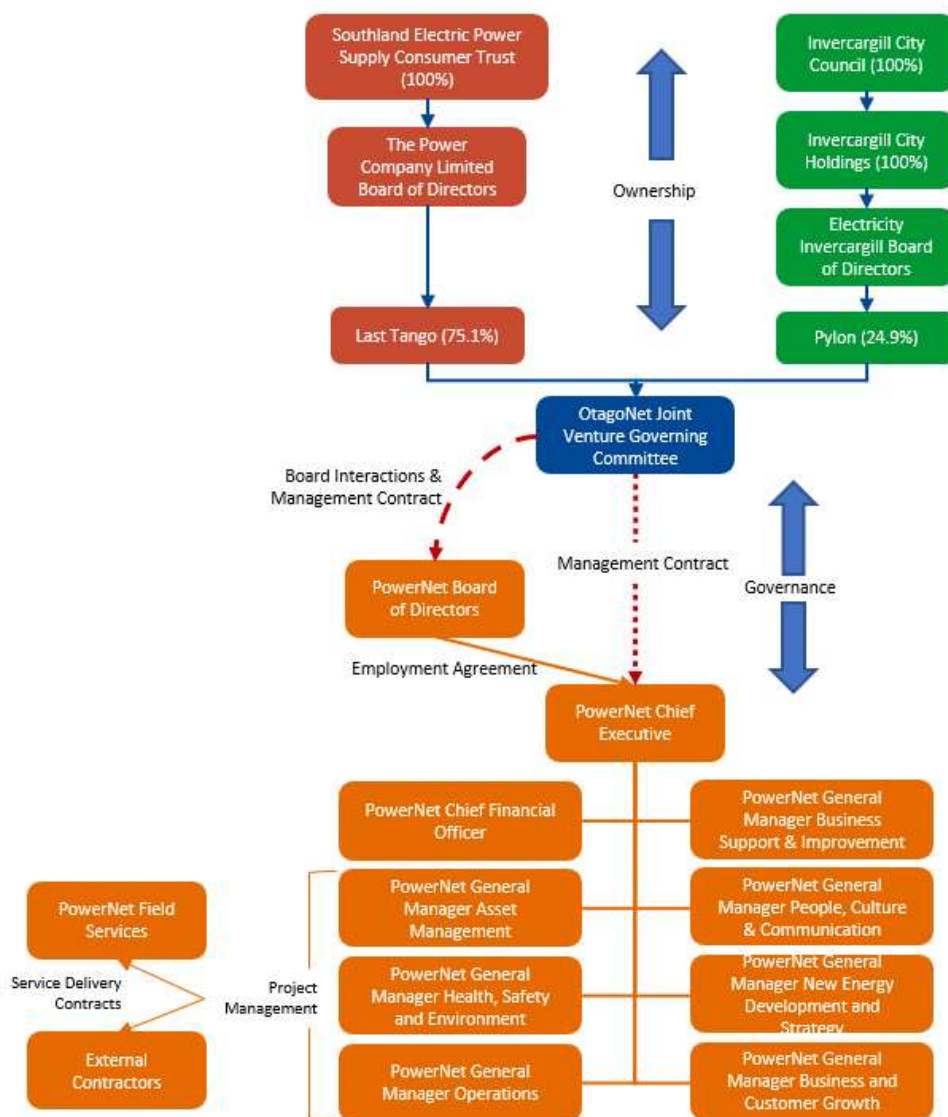 Southland Electric Power
Supply Consumer Trust
(100%)
Invercargill City
Council (100%)
The Power
Company Limited
Board of Directors
Ownership
Invercargill City
Holdings (100%)
Electricity
Invercargill Board
of Directors
Last Tango (75.1%)
Pylon (24.9%)
OtagoNet Joint
Venture Governing
Committee
Board Interactions &
Management Contract
Management Contract
Governance
PowerNet Board
of Directors
Employment Agreement
PowerNet Chief
Executive
PowerNet Chief Financial
Officer
PowerNet General
Manager Business
Support & Improvement
PowerNet General
Manager Asset
Management
PowerNet General
Manager People, Culture
& Communication
PowerNet Field
Services
Service Delivery
Contracts
External
Contractors
Project
Management
PowerNet General
Manager Health, Safety
and Environment
PowerNet General
Manager New Energy
Development and
Strategy
PowerNet General
Manager Operations
PowerNet General
Manager Business and
Customer Growth